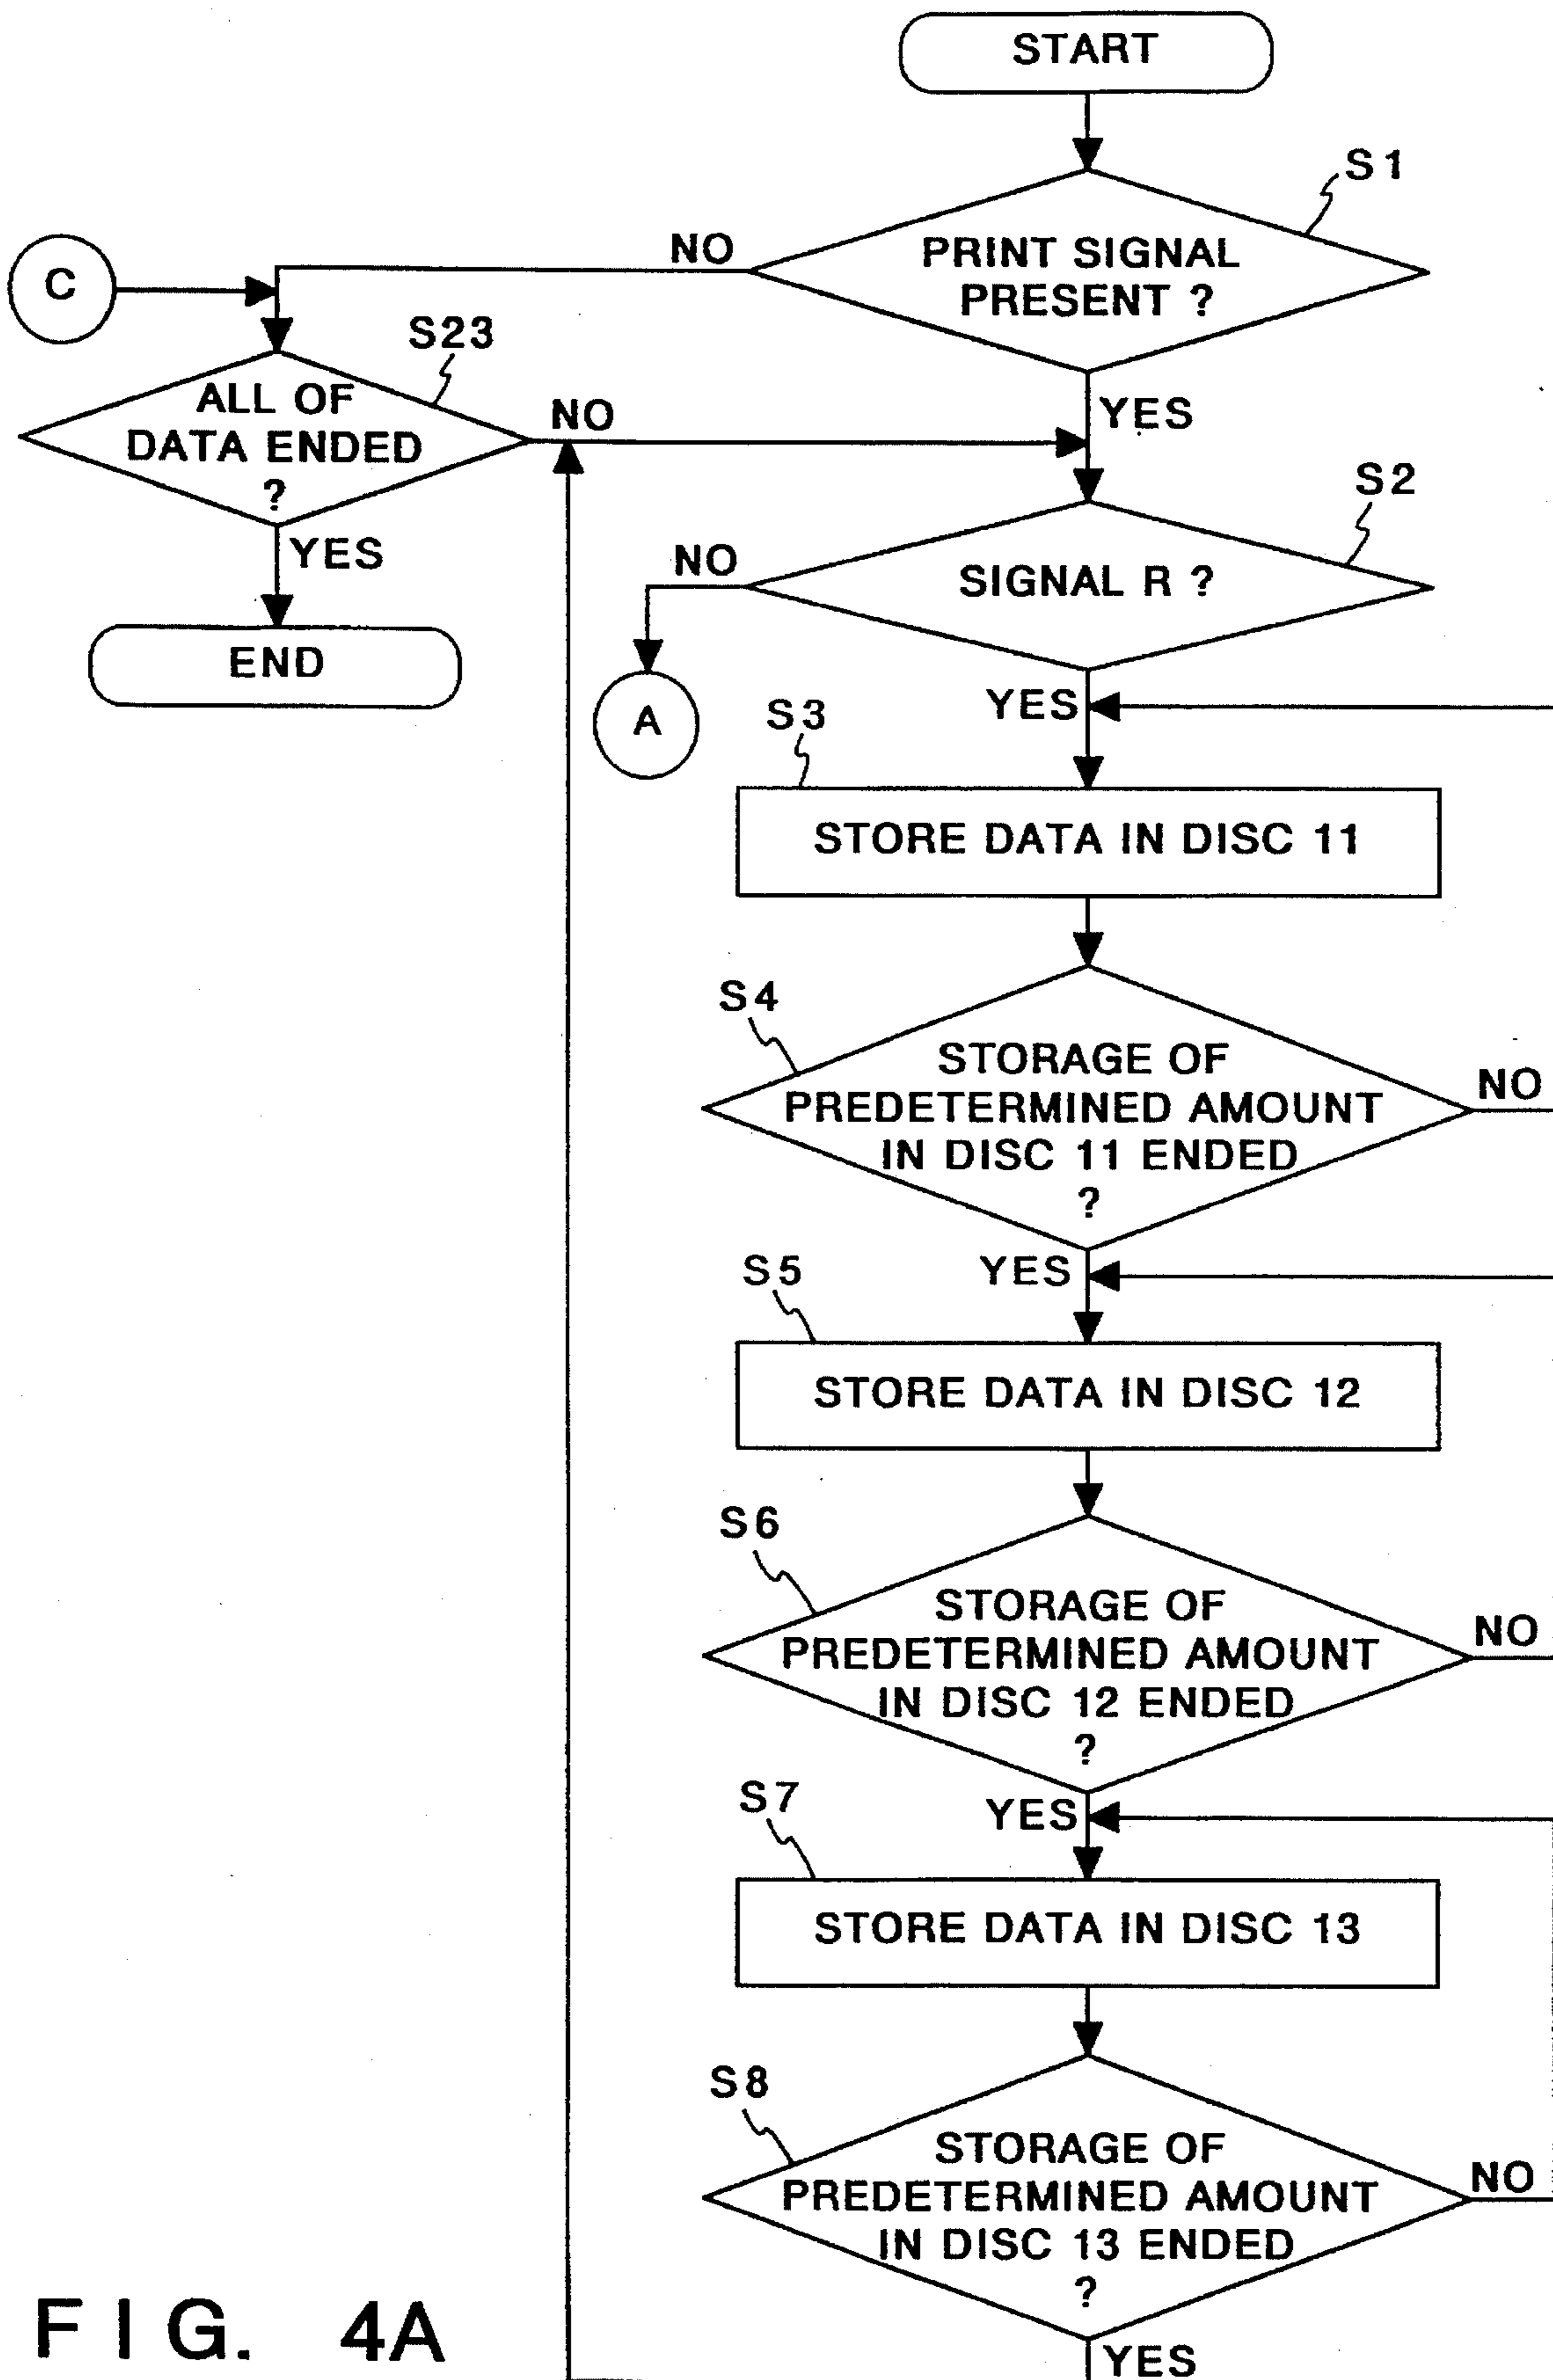 START
S1
NO
PRINT SIGNAL
PRESENT ?
C
S23
YES
ALL OF
DATA ENDED
?
NO
S2
YES
NO
SIGNAL R ?
END
A
YES
S3
STORE DATA IN DISC 11
S4
STORAGE OF
PREDETERMINED AMOUNT
IN DISC 11 ENDED
?
NO
YES
S5
STORE DATA IN DISC 12
S6
STORAGE OF
PREDETERMINED AMOUNT
IN DISC 12 ENDED
?
NO
YES
S7
STORE DATA IN DISC 13
S8
STORAGE OF
PREDETERMINED AMOUNT
IN DISC 13 ENDED
?
NO
YES
FIG. 4A